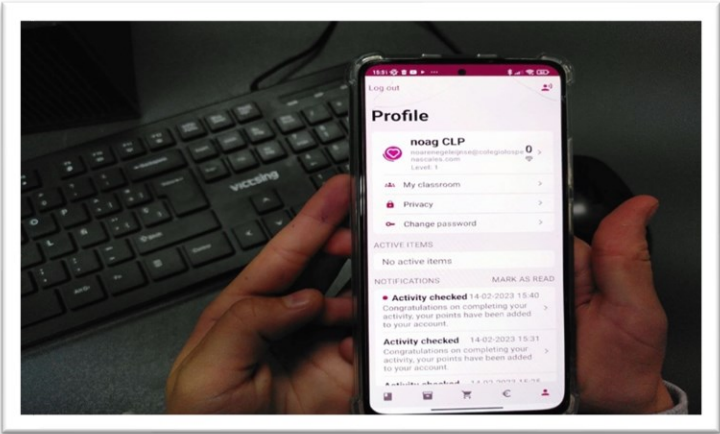 15:51
Log out
Profile
noag CLP
0
nascalas.com
Level: 1
My classroom
Privacy
Change password
ACTIVE ITEMS
No active items
NOTIFICATIONS MARK AS READ
Activity checked 14-02-2023 15:40
Congratulations on completing your
activity, your points have been added
to your account.
Activity checked 14-02-2023 15:31
Congratulations on completing your
activity, your points have been added
to your account.
Activity checked
victsing